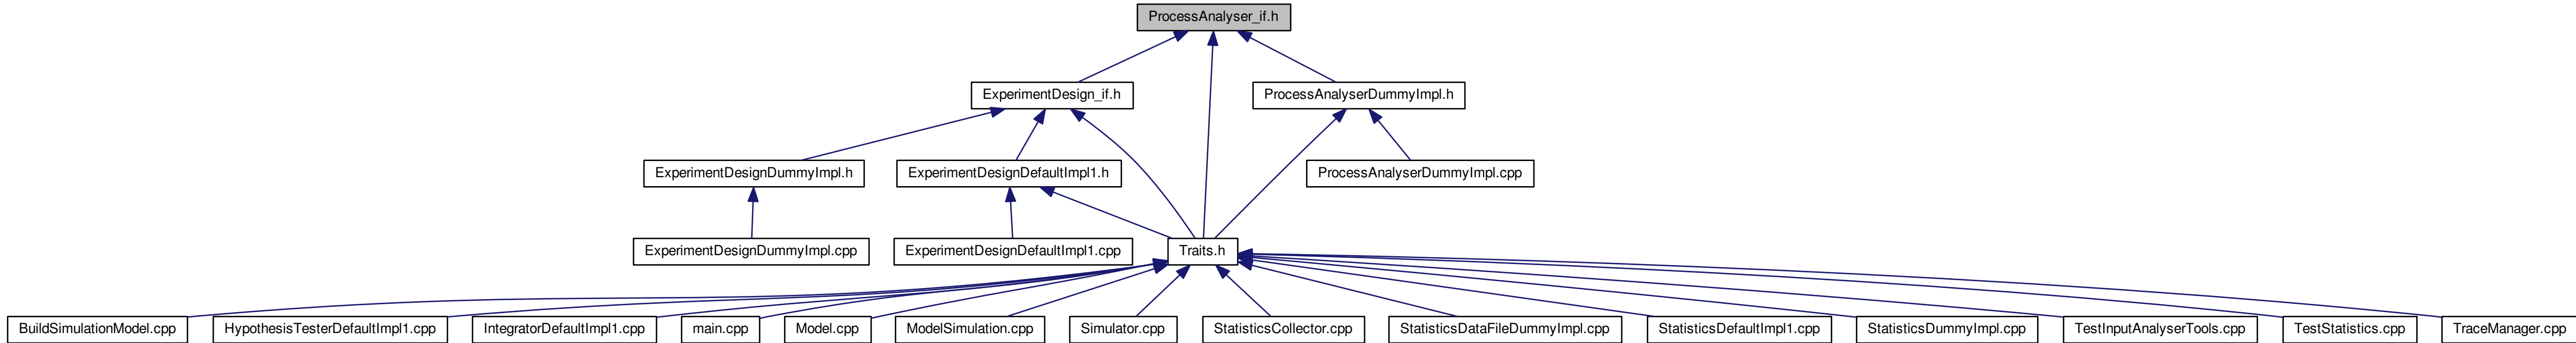 ProcessAnalyser_if.h
ExperimentDesign_if.h
ProcessAnalyserDummyImpl.h
ExperimentDesignDummyImpl.h
ExperimentDesignDefaultImpl1.h
ProcessAnalyserDummyImpl.cpp
ExperimentDesignDummyImpl.cpp
ExperimentDesignDefaultImpl1.cpp
Traits.h
BuildSimulationModel.cpp
HypothesisTesterDefaultImpl1.cpp
IntegratorDefaultImpl1.cpp
main.cpp
Model.cpp
ModelSimulation.cpp
Simulator.cpp
StatisticsCollector.cpp
StatisticsDataFileDummyImpl.cpp
StatisticsDefaultImpl1.cpp
StatisticsDummyImpl.cpp
TestInputAnalyserTools.cpp
TestStatistics.cpp
TraceManager.cpp